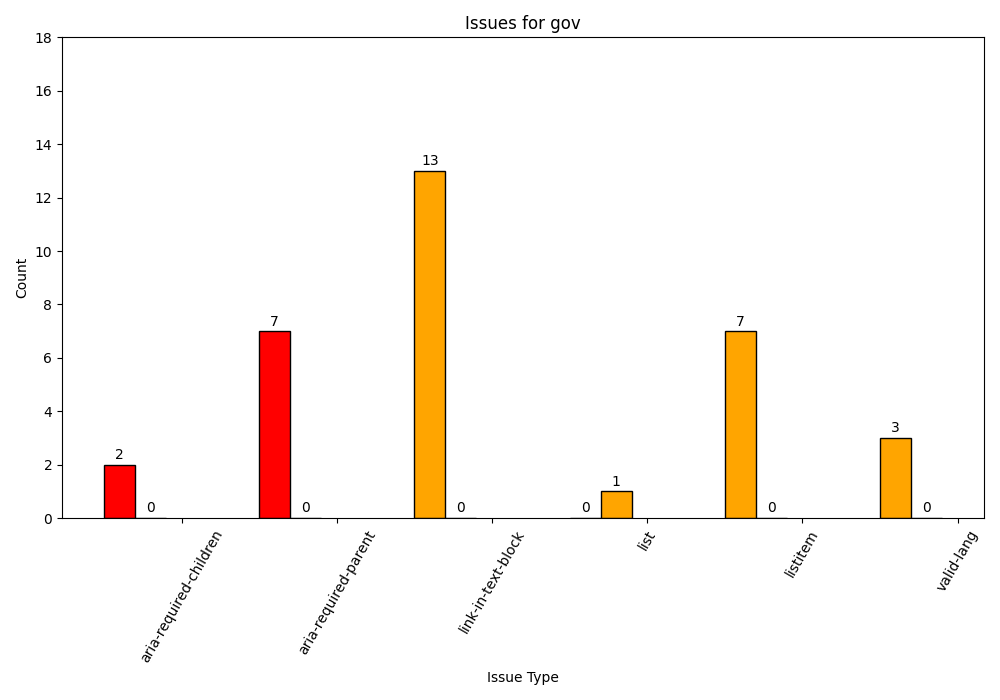 Issues for gov
18
16
14
12
10
8
6
4
2
0
Count
2
0
7
0
13
0
0
1
7
0
3
0
aria-required-children
aria-required-parent
link-in-text-block
list
listitem
valid-lang
Issue Type